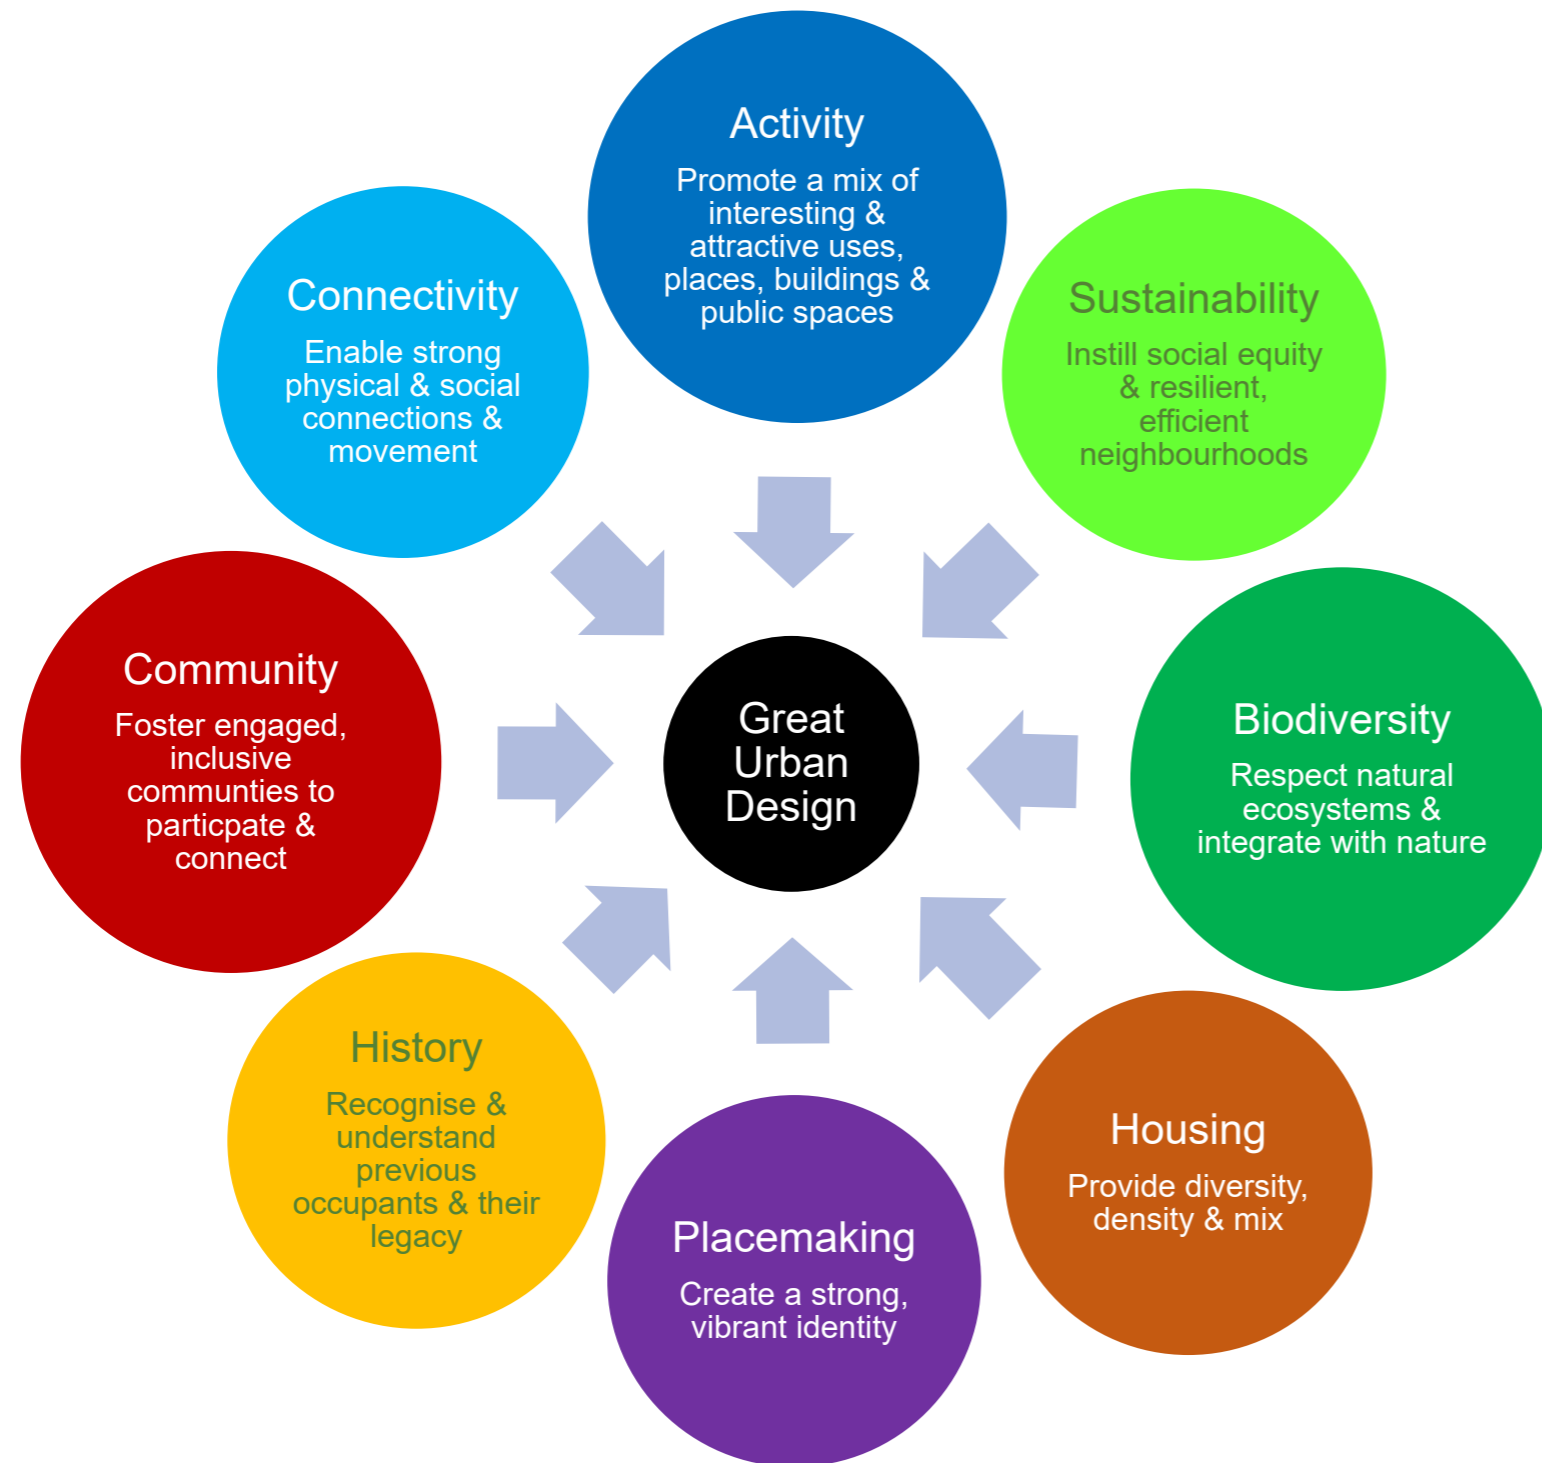 Activity
Promote a mix of
interesting &
attractive uses,
places, buildings &
public spaces
Sustainability
Instill social equity
& resilient,
efficient
neighbourhoods
Biodiversity
Respect natural
ecosystems &
integrate with nature
Housing
Provide diversity,
density & mix
Placemaking
Create a strong,
vibrant identity
History
Recognise &
understand
previous
occupants & their
legacy
Community
Foster engaged,
inclusive
communties to
particpate &
connect
Connectivity
Enable strong
physical & social
connections &
movement
Great
Urban
Design